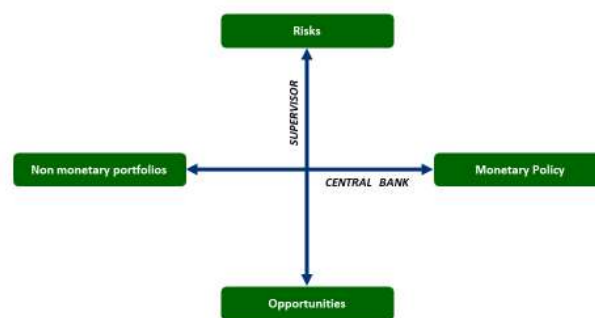 Risks
SUPERVISOR
Non monetary portfolios
CENTRAL BANK
Monetary Policy
Opportunities